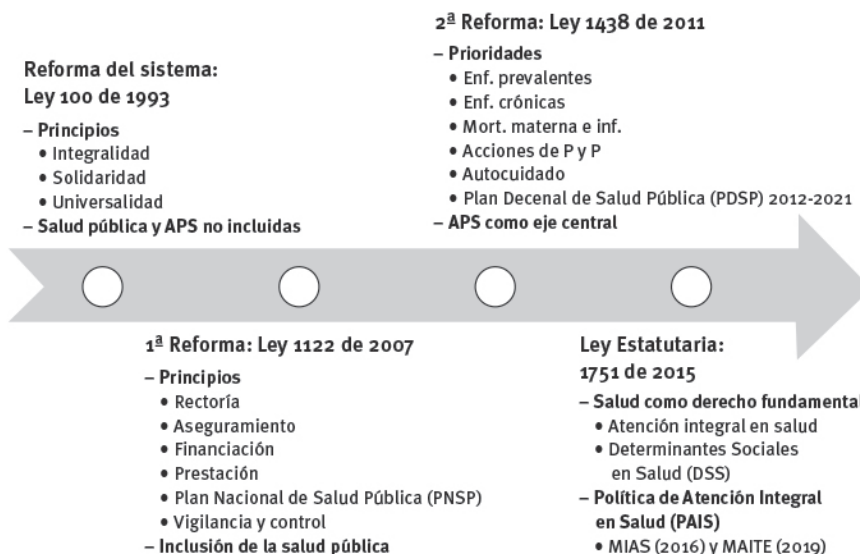 Reforma del sistema:
Ley 100 de 1993
– Principios
• Integralidad
• Solidaridad
• Universalidad
– Salud pública y APS no incluidas
1ª Reforma: Ley 1122 de 2007
– Principios
• Rectoría
• Aseguramiento
• Financiación
• Prestación
• Plan Nacional de Salud Pública (PNSP)
• Vigilancia y control
– Inclusión de la salud pública
2ª Reforma: Ley 1438 de 2011
– Prioridades
• Enf. prevalentes
• Enf. crónicas
• Mort. materna e inf.
• Acciones de P y P
• Autocuidado
• Plan Decenal de Salud Pública (PDSP) 2012-2021
– APS como eje central
Ley Estatutaria:
1751 de 2015
– Salud como derecho fundamental
• Atención integral en salud
• Determinantes Sociales
en Salud (DSS)
– Política de Atención Integral
en Salud (PAIS)
• MIAS (2016) y MAITE (2019)